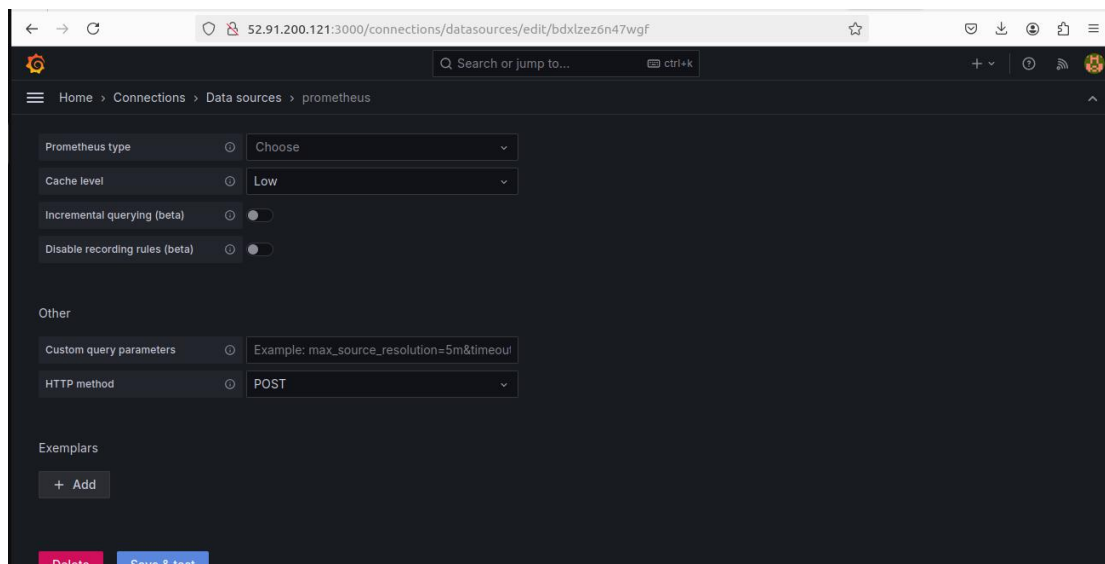 52.91.200.121:3000/connections/datasources/edit/bdxlzez6n47wgf
Search or jump to... ctrl+k
Home › Connections › Data sources › prometheus
Prometheus type Choose
Cache level Low
Incremental querying (beta)
Disable recording rules (beta)
Other
Custom query parameters Example: max_source_resolution=5m&timeout
HTTP method POST
Exemplars
+ Add
Delete Save & test